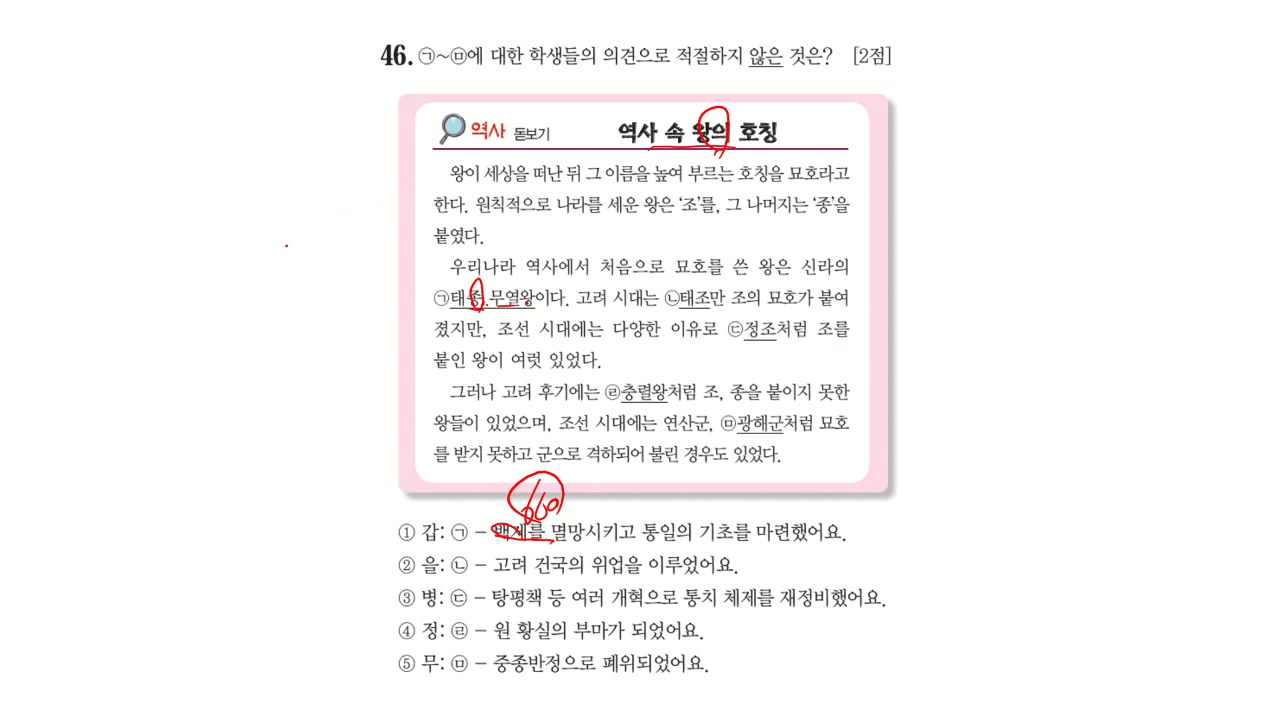 46. ㉠~㉤에 대한 학생들의 의견으로 적절하지 않은 것은? [2점]
역사 돋보기 역사 속 왕의 호칭
왕이 세상을 떠난 뒤 그 이름을 높여 부르는 호칭을 묘호라고
한다. 원칙적으로 나라를 세운 왕은 ‘조’를, 그 나머지는 ‘종’을
붙였다.
우리나라 역사에서 처음으로 묘호를 쓴 왕은 신라의
㉠태종 무열왕이다. 고려 시대는 ㉡태조만 조의 묘호가 붙여
졌지만, 조선 시대에는 다양한 이유로 ㉢정조처럼 조를
붙인 왕이 여럿 있었다.
그러나 고려 후기에는 ㉣충렬왕처럼 조, 종을 붙이지 못한
왕들이 있었으며, 조선 시대에는 연산군, ㉤광해군처럼 묘호
를 받지 못하고 군으로 격하되어 불린 경우도 있었다.
660
① 갑: ㉠ - 백제를 멸망시키고 통일의 기초를 마련했어요.
② 을: ㉡ - 고려 건국의 위업을 이루었어요.
③ 병: ㉢ - 탕평책 등 여러 개혁으로 통치 체제를 재정비했어요.
④ 정: ㉣ - 원 황실의 부마가 되었어요.
⑤ 무: ㉤ - 중종반정으로 폐위되었어요.